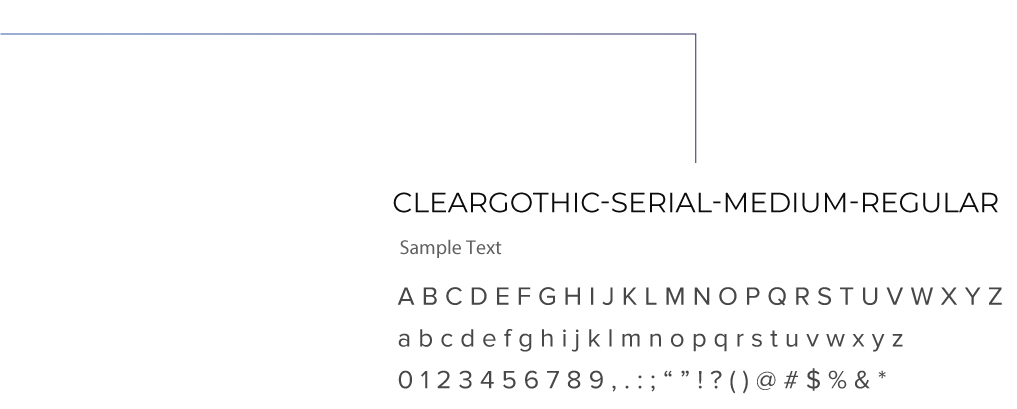 CLEARGOTHIC-SERIAL-MEDIUM-REGULAR
Sample Text
A B C D E F G H I J K L M N O P Q R S T U V W X Y Z
a b c d e f g h i j k l m n o p q r s t u v w x y z
0 1 2 3 4 5 6 7 8 9 , . : ; “ ” ! ? ( ) @ # $ % & *